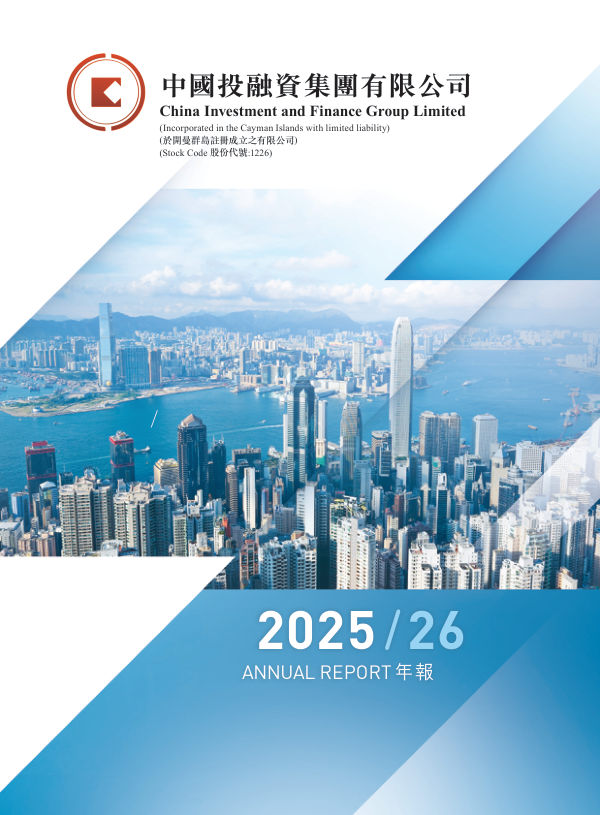 中國投融資集團有限公司
China Investment and Finance Group Limited
(Incorporated in the Cayman Islands with limited liability)
(於開曼群島註冊成立之有限公司)
(Stock Code 股份代號:1226)
2025/26
ANNUAL REPORT 年報